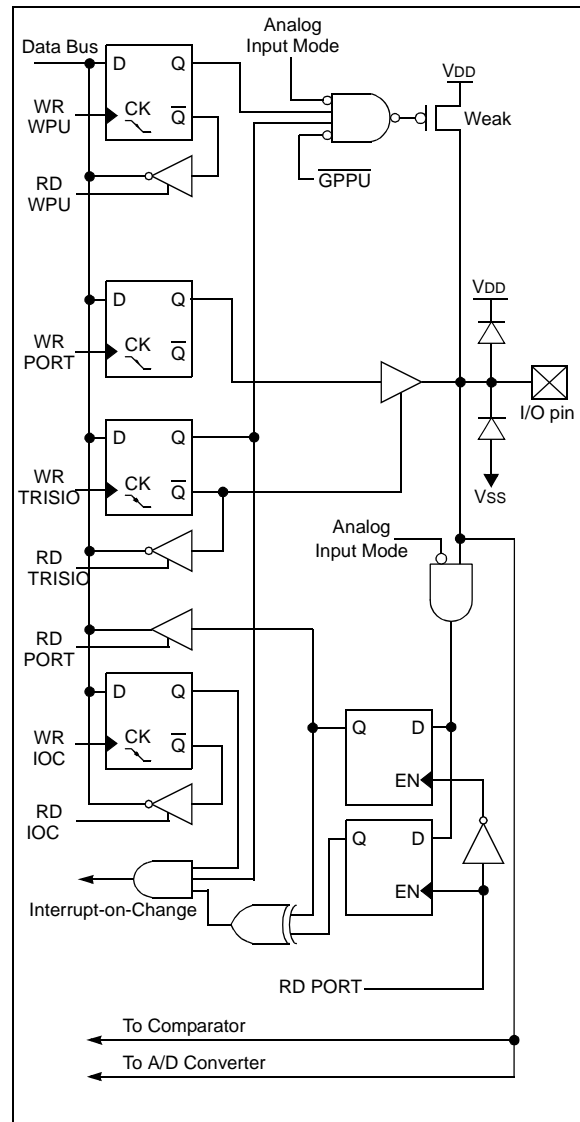 Analog
Input Mode
Data Bus
D Q
VDD
WR
WPU
CK
Q
Weak
RD
WPU
GPPU
D Q
VDD
WR
PORT
CK
Q
I/O pin
D Q
WR
TRISIO
CK
Q
VSS
Analog
Input Mode
RD
TRISIO
RD
PORT
D Q
Q D
WR
IOC
CK
Q
EN
RD
IOC
Q D
Interrupt-on-Change
EN
RD PORT
To Comparator
To A/D Converter